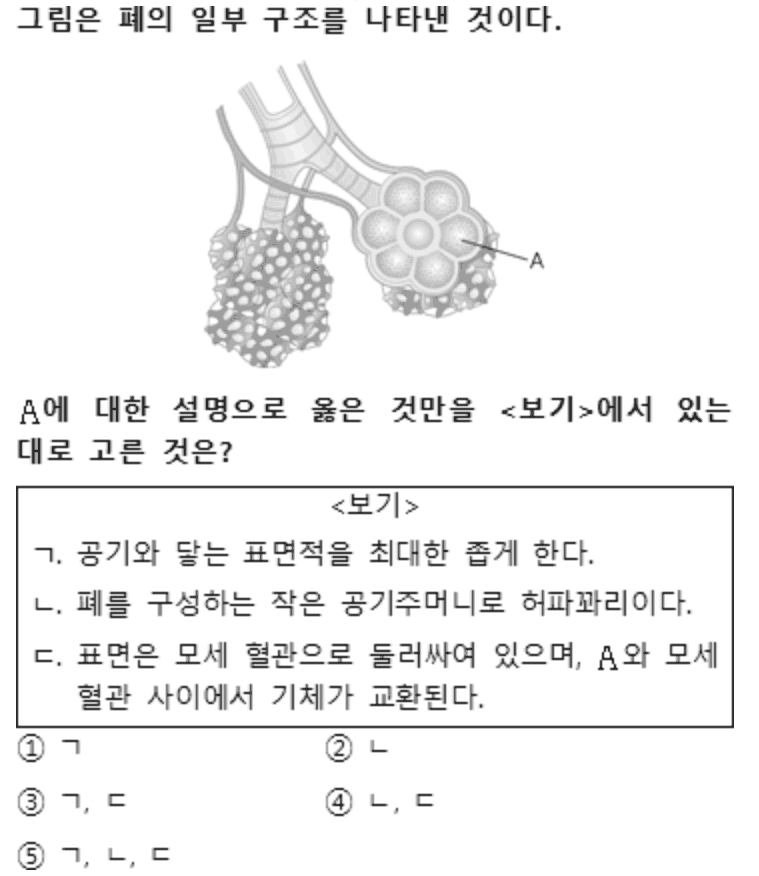 그림은 폐의 일부 구조를 나타낸 것이다.
A
A에 대한 설명으로 옳은 것만을 <보기>에서 있는
대로 고른 것은?
<보기>
ㄱ. 공기와 닿는 표면적을 최대한 좁게 한다.
ㄴ. 폐를 구성하는 작은 공기주머니로 허파꽈리이다.
ㄷ. 표면은 모세 혈관으로 둘러싸여 있으며, A와 모세
혈관 사이에서 기체가 교환된다.
① ㄱ ② ㄴ
③ ㄱ, ㄷ ④ ㄴ, ㄷ
⑤ ㄱ, ㄴ, ㄷ